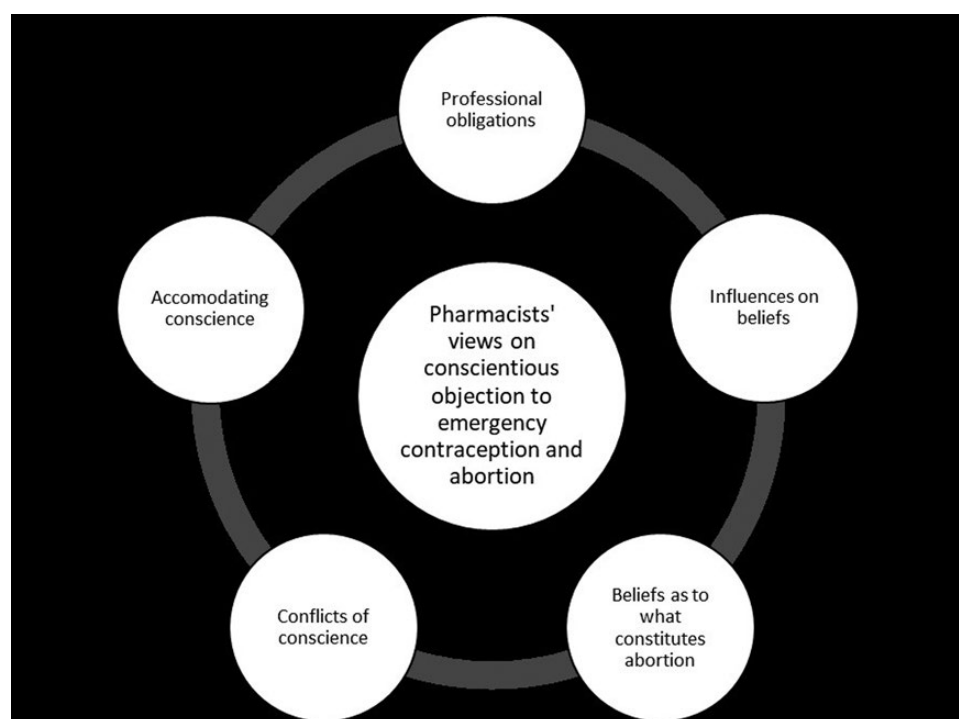 Professional
obligations
Accomodating
conscience
Influences on
beliefs
Pharmacists'
views on
conscientious
objection to
emergency
contraception and
abortion
Conflicts of
conscience
Beliefs as to
what
constitutes
abortion